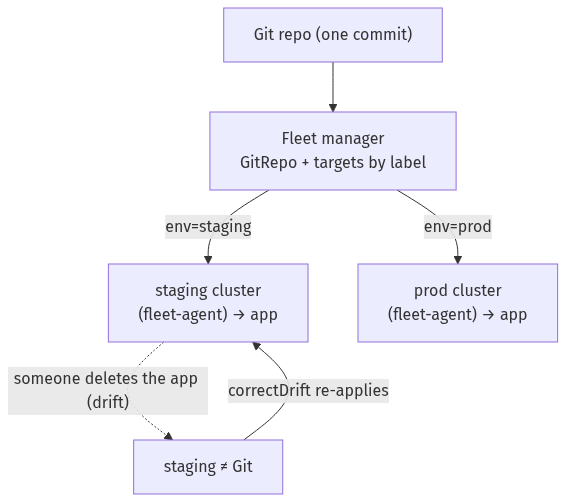 Git repo (one commit)
Fleet manager
GitRepo + targets by label
env=staging
env=prod
staging cluster
(fleet-agent) → app
prod cluster
(fleet-agent) → app
someone deletes the app
(drift)
correctDrift re-applies
staging ≠ Git